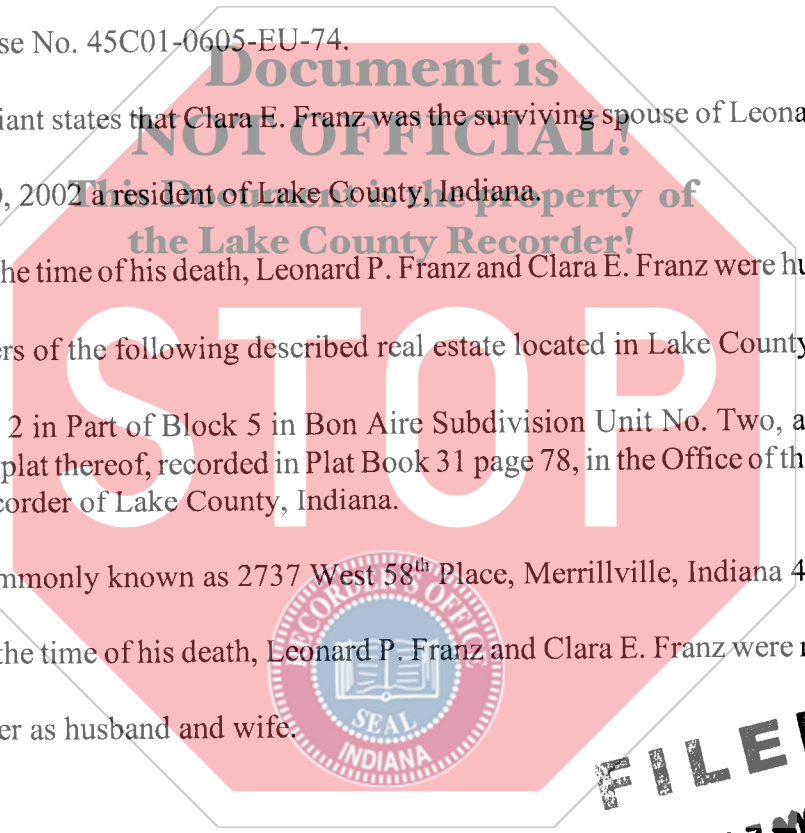 se No. 45C01-0605-EU-74.
Document is
iant states that Clara E. Franz was the surviving spouse of Leona
NOT OFFICIAL!
, 2002 a resident of Lake County, Indiana.
This Document is the property of
the Lake County Recorder!
he time of his death, Leonard P. Franz and Clara E. Franz were hu
STOP
rs of the following described real estate located in Lake County,
2 in Part of Block 5 in Bon Aire Subdivision Unit No. Two, a
plat thereof, recorded in Plat Book 31 page 78, in the Office of th
corder of Lake County, Indiana.
mmonly known as 2737 West 58th Place, Merrillville, Indiana 4
RECORDER'S OFFICE
the time of his death, Leonard P. Franz and Clara E. Franz were
er as husband and wife.
SEAL
INDIANA
FILE